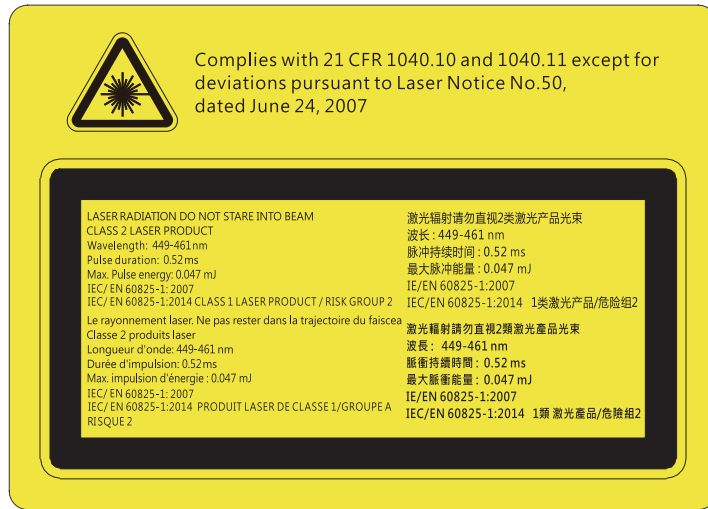 Complies with 21 CFR 1040.10 and 1040.11 except for
deviations pursuant to Laser Notice No.50,
dated June 24, 2007
LASER RADIATION DO NOT STARE INTO BEAM
CLASS 2 LASER PRODUCT
Wavelength: 449-461 nm
Pulse duration: 0.52 ms
Max. Pulse energy: 0.047 mJ
IEC/ EN 60825-1: 2007
IEC/ EN 60825-1:2014 CLASS 1 LASER PRODUCT / RISK GROUP 2
Le rayonnement laser. Ne pas rester dans la trajectoire du faiscea
Classe 2 produits laser
Longueur d'onde: 449-461 nm
Durée d'impulsion: 0.52 ms
Max. impulsion d'énergie : 0.047 mJ
IEC/ EN 60825-1: 2007
IEC/ EN 60825-1:2014 PRODUIT LASER DE CLASSE 1/GROUPE A
RISQUE 2
激光辐射请勿直视2类激光产品光束
波长 : 449-461 nm
脉冲持续时间 : 0.52 ms
最大脉冲能量 : 0.047 mJ
IE/EN 60825-1:2007
IEC/EN 60825-1:2014 1类激光产品/危险组2
激光輻射請勿直視2類激光產品光束
波長 : 449-461 nm
脈衝持續時間 : 0.52 ms
最大脈衝能量 : 0.047 mJ
IE/EN 60825-1:2007
IEC/EN 60825-1:2014 1類 激光產品/危險組2